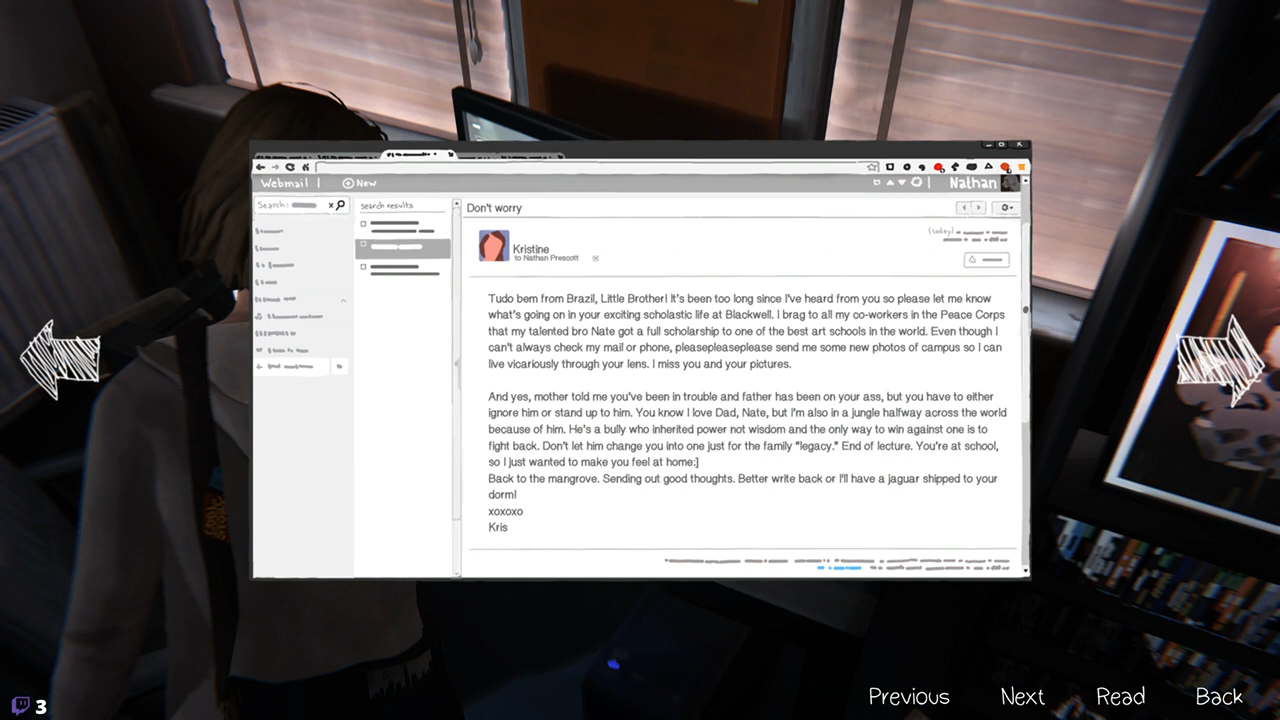 Webmail | + New
Nathan
Search:
x
search results
Don't worry
(today)
Kristine
to Nathan Prescott
Tudo bem from Brazil, Little Brother! It's been too long since I've heard from you so please let me know
what's going on in your exciting scholastic life at Blackwell. I brag to all my co-workers in the Peace Corps
that my talented bro Nate got a full scholarship to one of the best art schools in the world. Even though I
can't always check my mail or phone, pleasepleaseplease send me some new photos of campus so I can
live vicariously through your lens. I miss you and your pictures.
And yes, mother told me you've been in trouble and father has been on your ass, but you have to either
ignore him or stand up to him. You know I love Dad, Nate, but I'm also in a jungle halfway across the world
because of him. He's a bully who inherited power not wisdom and the only way to win against one is to
fight back. Don't let him change you into one just for the family "legacy." End of lecture. You're at school,
so I just wanted to make you feel at home:]
Back to the mangrove. Sending out good thoughts. Better write back or I'll have a jaguar shipped to your
dorm!
xoxoxo
Kris
Previous
Next
Read
Back
3